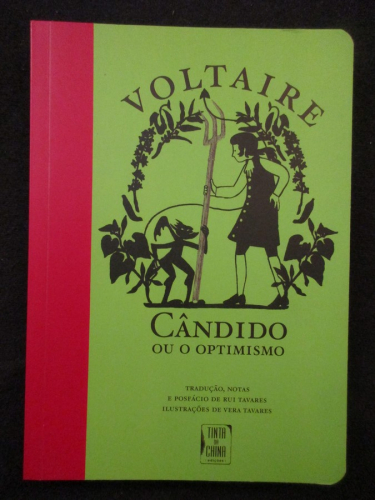 VOLTAIRE
CÂNDIDO
OU O OPTIMISMO
TRADUÇÃO, NOTAS
E POSFÁCIO DE RUI TAVARES
ILUSTRAÇÕES DE VERA TAVARES
TINTA
DA
CHINA